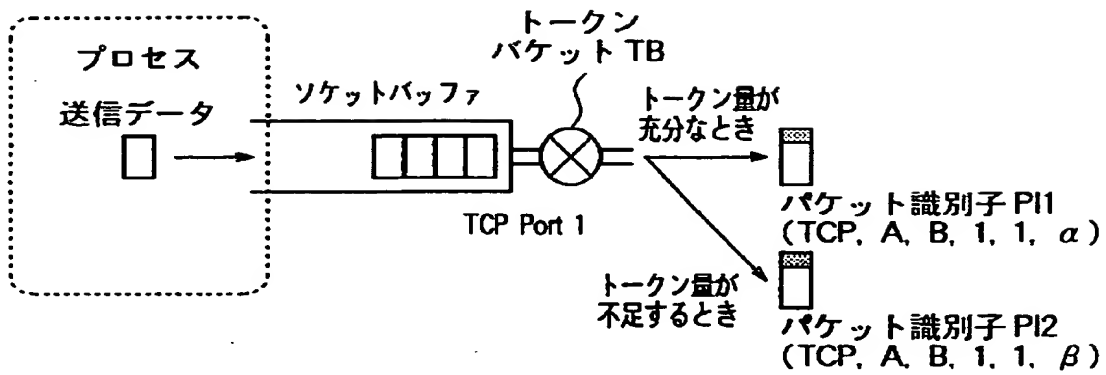 トークン
バケット TB
プロセス
送信データ
ソケットバッファ
トークン量が
充分なとき
TCP Port 1
パケット識別子 PI1
(TCP, A, B, 1, 1, α)
トークン量が
不足するとき
パケット識別子 PI2
(TCP, A, B, 1, 1, β)